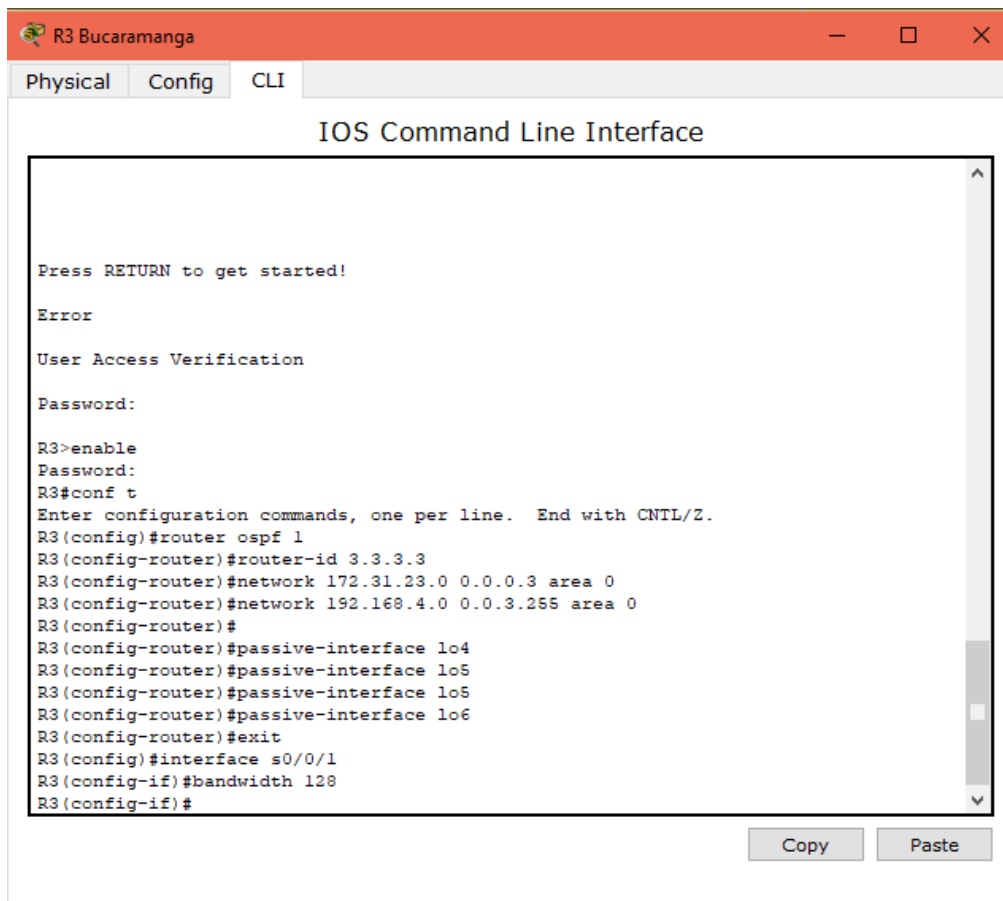 R3 Bucaramanga
Physical Config CLI
IOS Command Line Interface
Press RETURN to get started!
Error
User Access Verification
Password:
R3>enable
Password:
R3#conf t
Enter configuration commands, one per line.  End with CNTL/Z.
R3(config)#router ospf 1
R3(config-router)#router-id 3.3.3.3
R3(config-router)#network 172.31.23.0 0.0.0.3 area 0
R3(config-router)#network 192.168.4.0 0.0.3.255 area 0
R3(config-router)#
R3(config-router)#passive-interface lo4
R3(config-router)#passive-interface lo5
R3(config-router)#passive-interface lo5
R3(config-router)#passive-interface lo6
R3(config-router)#exit
R3(config)#interface s0/0/1
R3(config-if)#bandwidth 128
R3(config-if)#
Copy Paste